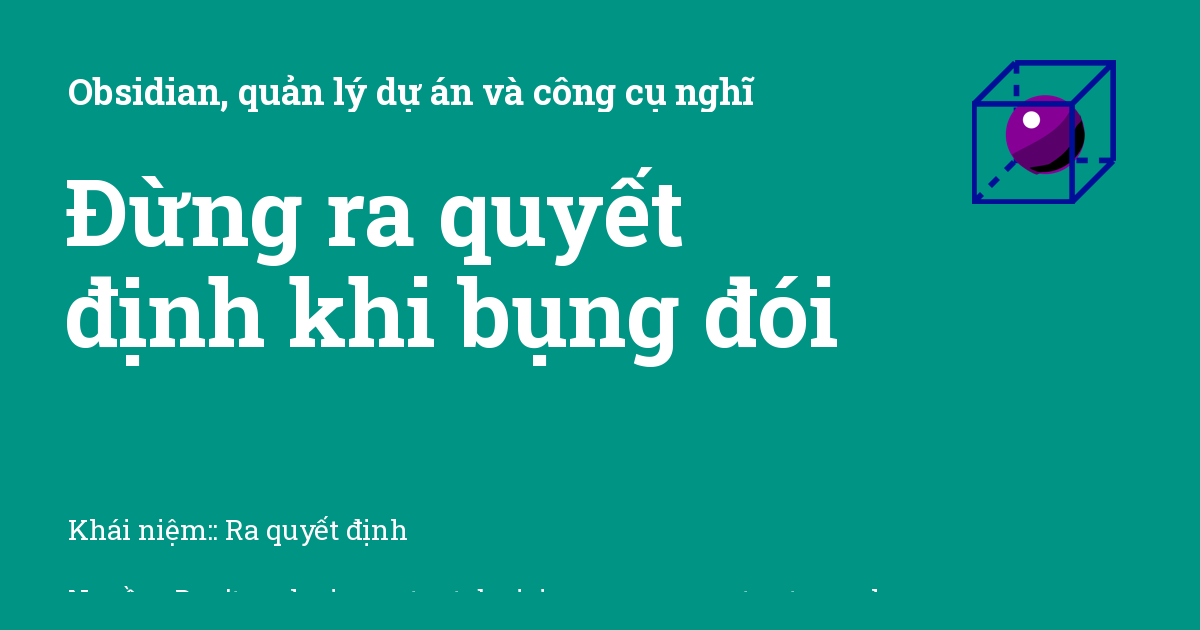 Obsidian, quản lý dự án và công cụ nghĩ
Đừng ra quyết
định khi bụng đói
Khái niệm:: Ra quyết định